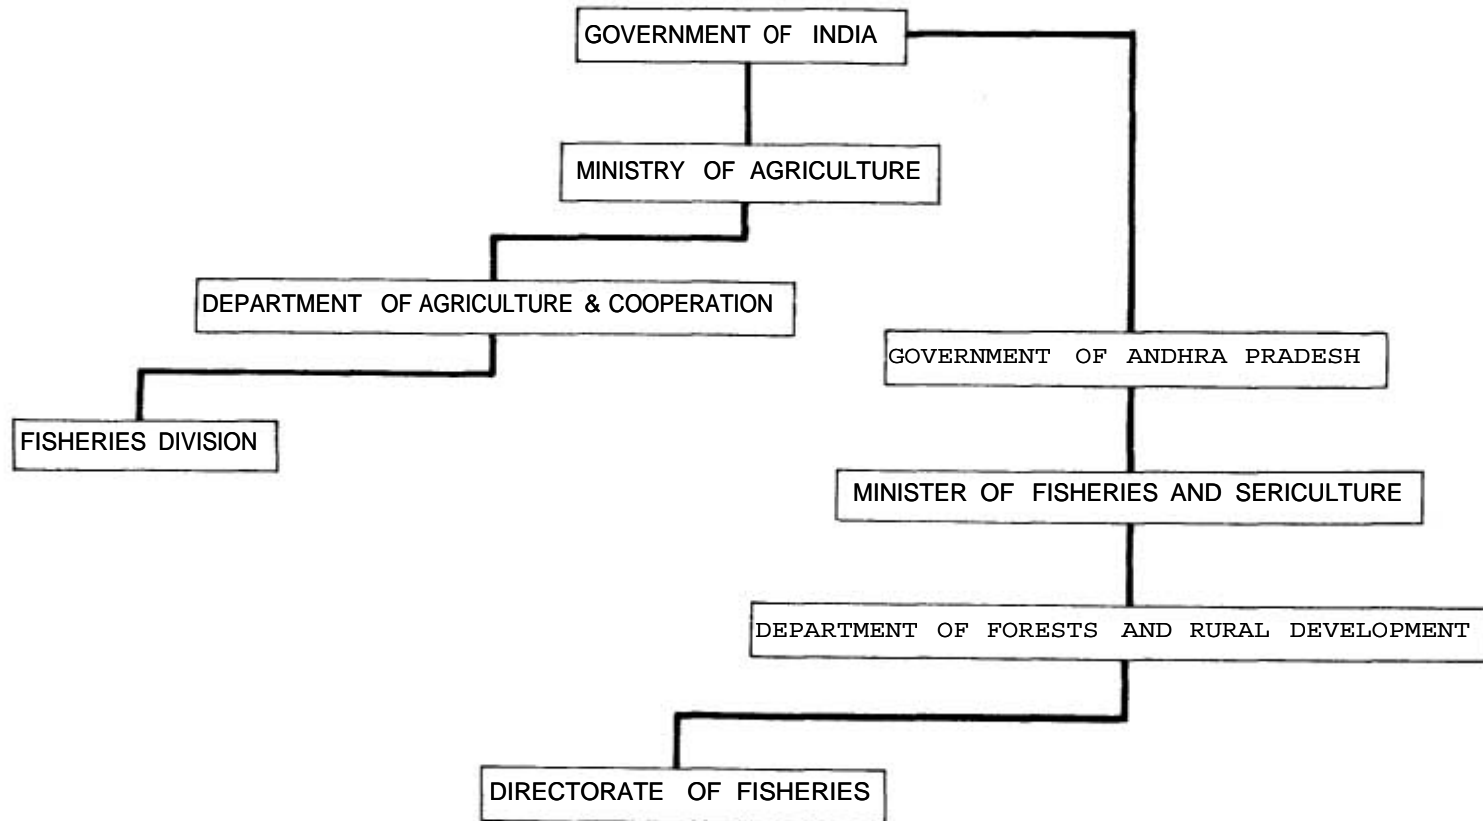 GOVERNMENT OF INDIA
MINISTRY OF AGRICULTURE
DEPARTMENT OF AGRICULTURE & COOPERATION
GOVERNMENT OF ANDHRA PRADESH
FISHERIES DIVISION
MINISTER OF FISHERIES AND SERICULTURE
DEPARTMENT OF FORESTS AND RURAL DEVELOPMENT
DIRECTORATE OF FISHERIES